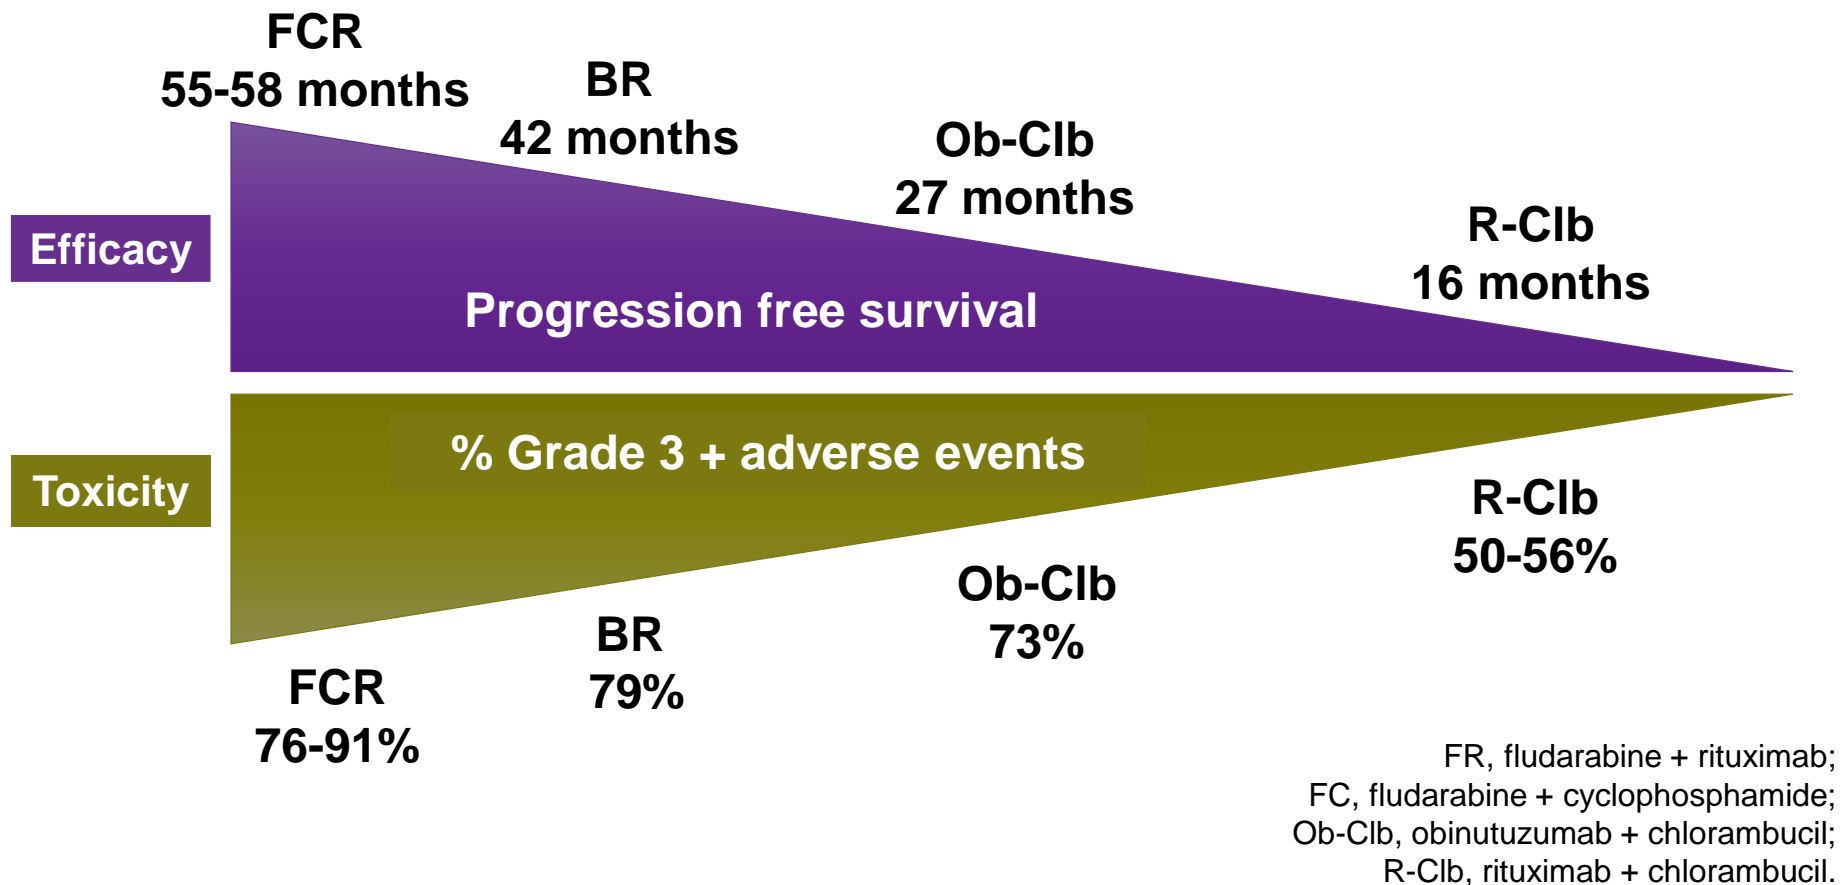 FCR
55-58 months
BR
42 months
Ob-Clb
27 months
R-Clb
16 months
Efficacy
Progression free survival
% Grade 3 + adverse events
Toxicity
R-Clb
50-56%
Ob-Clb
73%
BR
79%
FCR
76-91%
FR, fludarabine + rituximab;
FC, fludarabine + cyclophosphamide;
Ob-Clb, obinutuzumab + chlorambucil;
R-Clb, rituximab + chlorambucil.